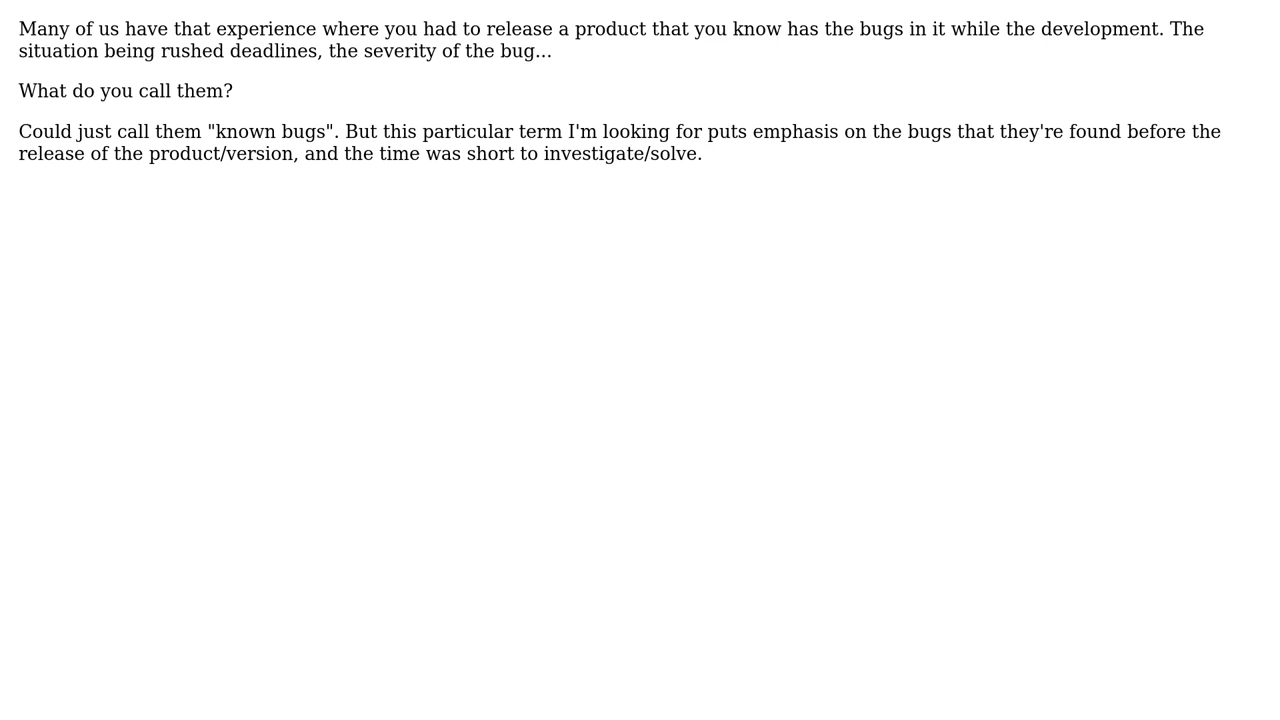 Many of us have that experience where you had to release a product that you know has the bugs in it while the development. The
situation being rushed deadlines, the severity of the bug...
What do you call them?
Could just call them "known bugs". But this particular term I'm looking for puts emphasis on the bugs that they're found before the
release of the product/version, and the time was short to investigate/solve.